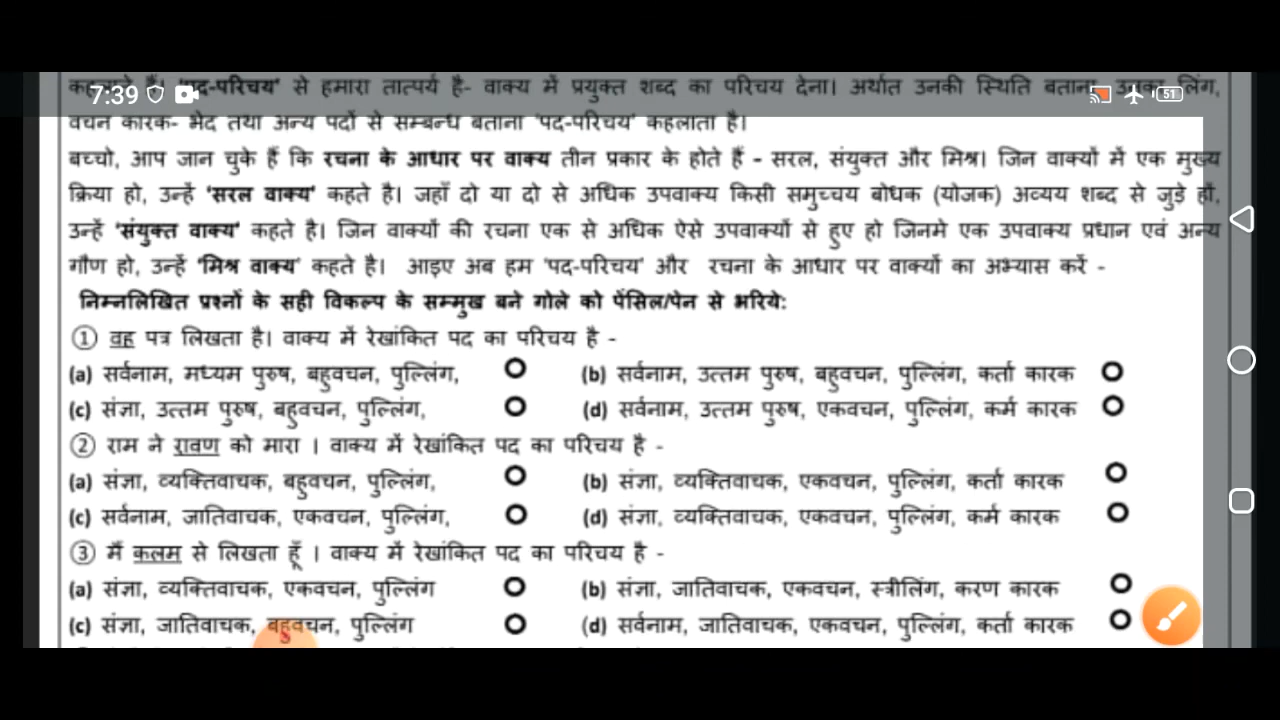 कहलाते हैं। 'पद-परिचय' से हमारा तात्पर्य है- वाक्य में प्रयुक्त शब्द का परिचय देना। अर्थात उनकी स्थिति बताना, उनका लिंग,
7:39 51
वचन कारक- भेद तथा अन्य पदों से सम्बन्ध बताना 'पद-परिचय' कहलाता है।
बच्चो, आप जान चुके हैं कि रचना के आधार पर वाक्य तीन प्रकार के होते हैं - सरल, संयुक्त और मिश्र। जिन वाक्यों में एक मुख्य
क्रिया हो, उन्हें 'सरल वाक्य' कहते है। जहाँ दो या दो से अधिक उपवाक्य किसी समुच्चय बोधक (योजक) अव्यय शब्द से जुड़े हों,
उन्हें 'संयुक्त वाक्य' कहते है। जिन वाक्यों की रचना एक से अधिक ऐसे उपवाक्यों से हुए हो जिनमे एक उपवाक्य प्रधान एवं अन्य
गौण हो, उन्हें 'मिश्र वाक्य' कहते है। आइए अब हम 'पद-परिचय' और रचना के आधार पर वाक्यों का अभ्यास करें -
निम्नलिखित प्रश्नों के सही विकल्प के सम्मुख बने गोले को पेंसिल/पेन से भरिये:
① वह पत्र लिखता है। वाक्य में रेखांकित पद का परिचय है -
(a) सर्वनाम, मध्यम पुरुष, बहुवचन, पुल्लिंग, (b) सर्वनाम, उत्तम पुरुष, बहुवचन, पुल्लिंग, कर्ता कारक
(c) संज्ञा, उत्तम पुरुष, बहुवचन, पुल्लिंग, (d) सर्वनाम, उत्तम पुरुष, एकवचन, पुल्लिंग, कर्म कारक
② राम ने रावण को मारा । वाक्य में रेखांकित पद का परिचय है -
(a) संज्ञा, व्यक्तिवाचक, बहुवचन, पुल्लिंग, (b) संज्ञा, व्यक्तिवाचक, एकवचन, पुल्लिंग, कर्ता कारक
(c) सर्वनाम, जातिवाचक, एकवचन, पुल्लिंग, (d) संज्ञा, व्यक्तिवाचक, एकवचन, पुल्लिंग, कर्म कारक
③ मैं कलम से लिखता हूँ । वाक्य में रेखांकित पद का परिचय है -
(a) संज्ञा, व्यक्तिवाचक, एकवचन, पुल्लिंग (b) संज्ञा, जातिवाचक, एकवचन, स्त्रीलिंग, करण कारक
(c) संज्ञा, जातिवाचक, बहुवचन, पुल्लिंग (d) सर्वनाम, जातिवाचक, एकवचन, पुल्लिंग, कर्ता कारक